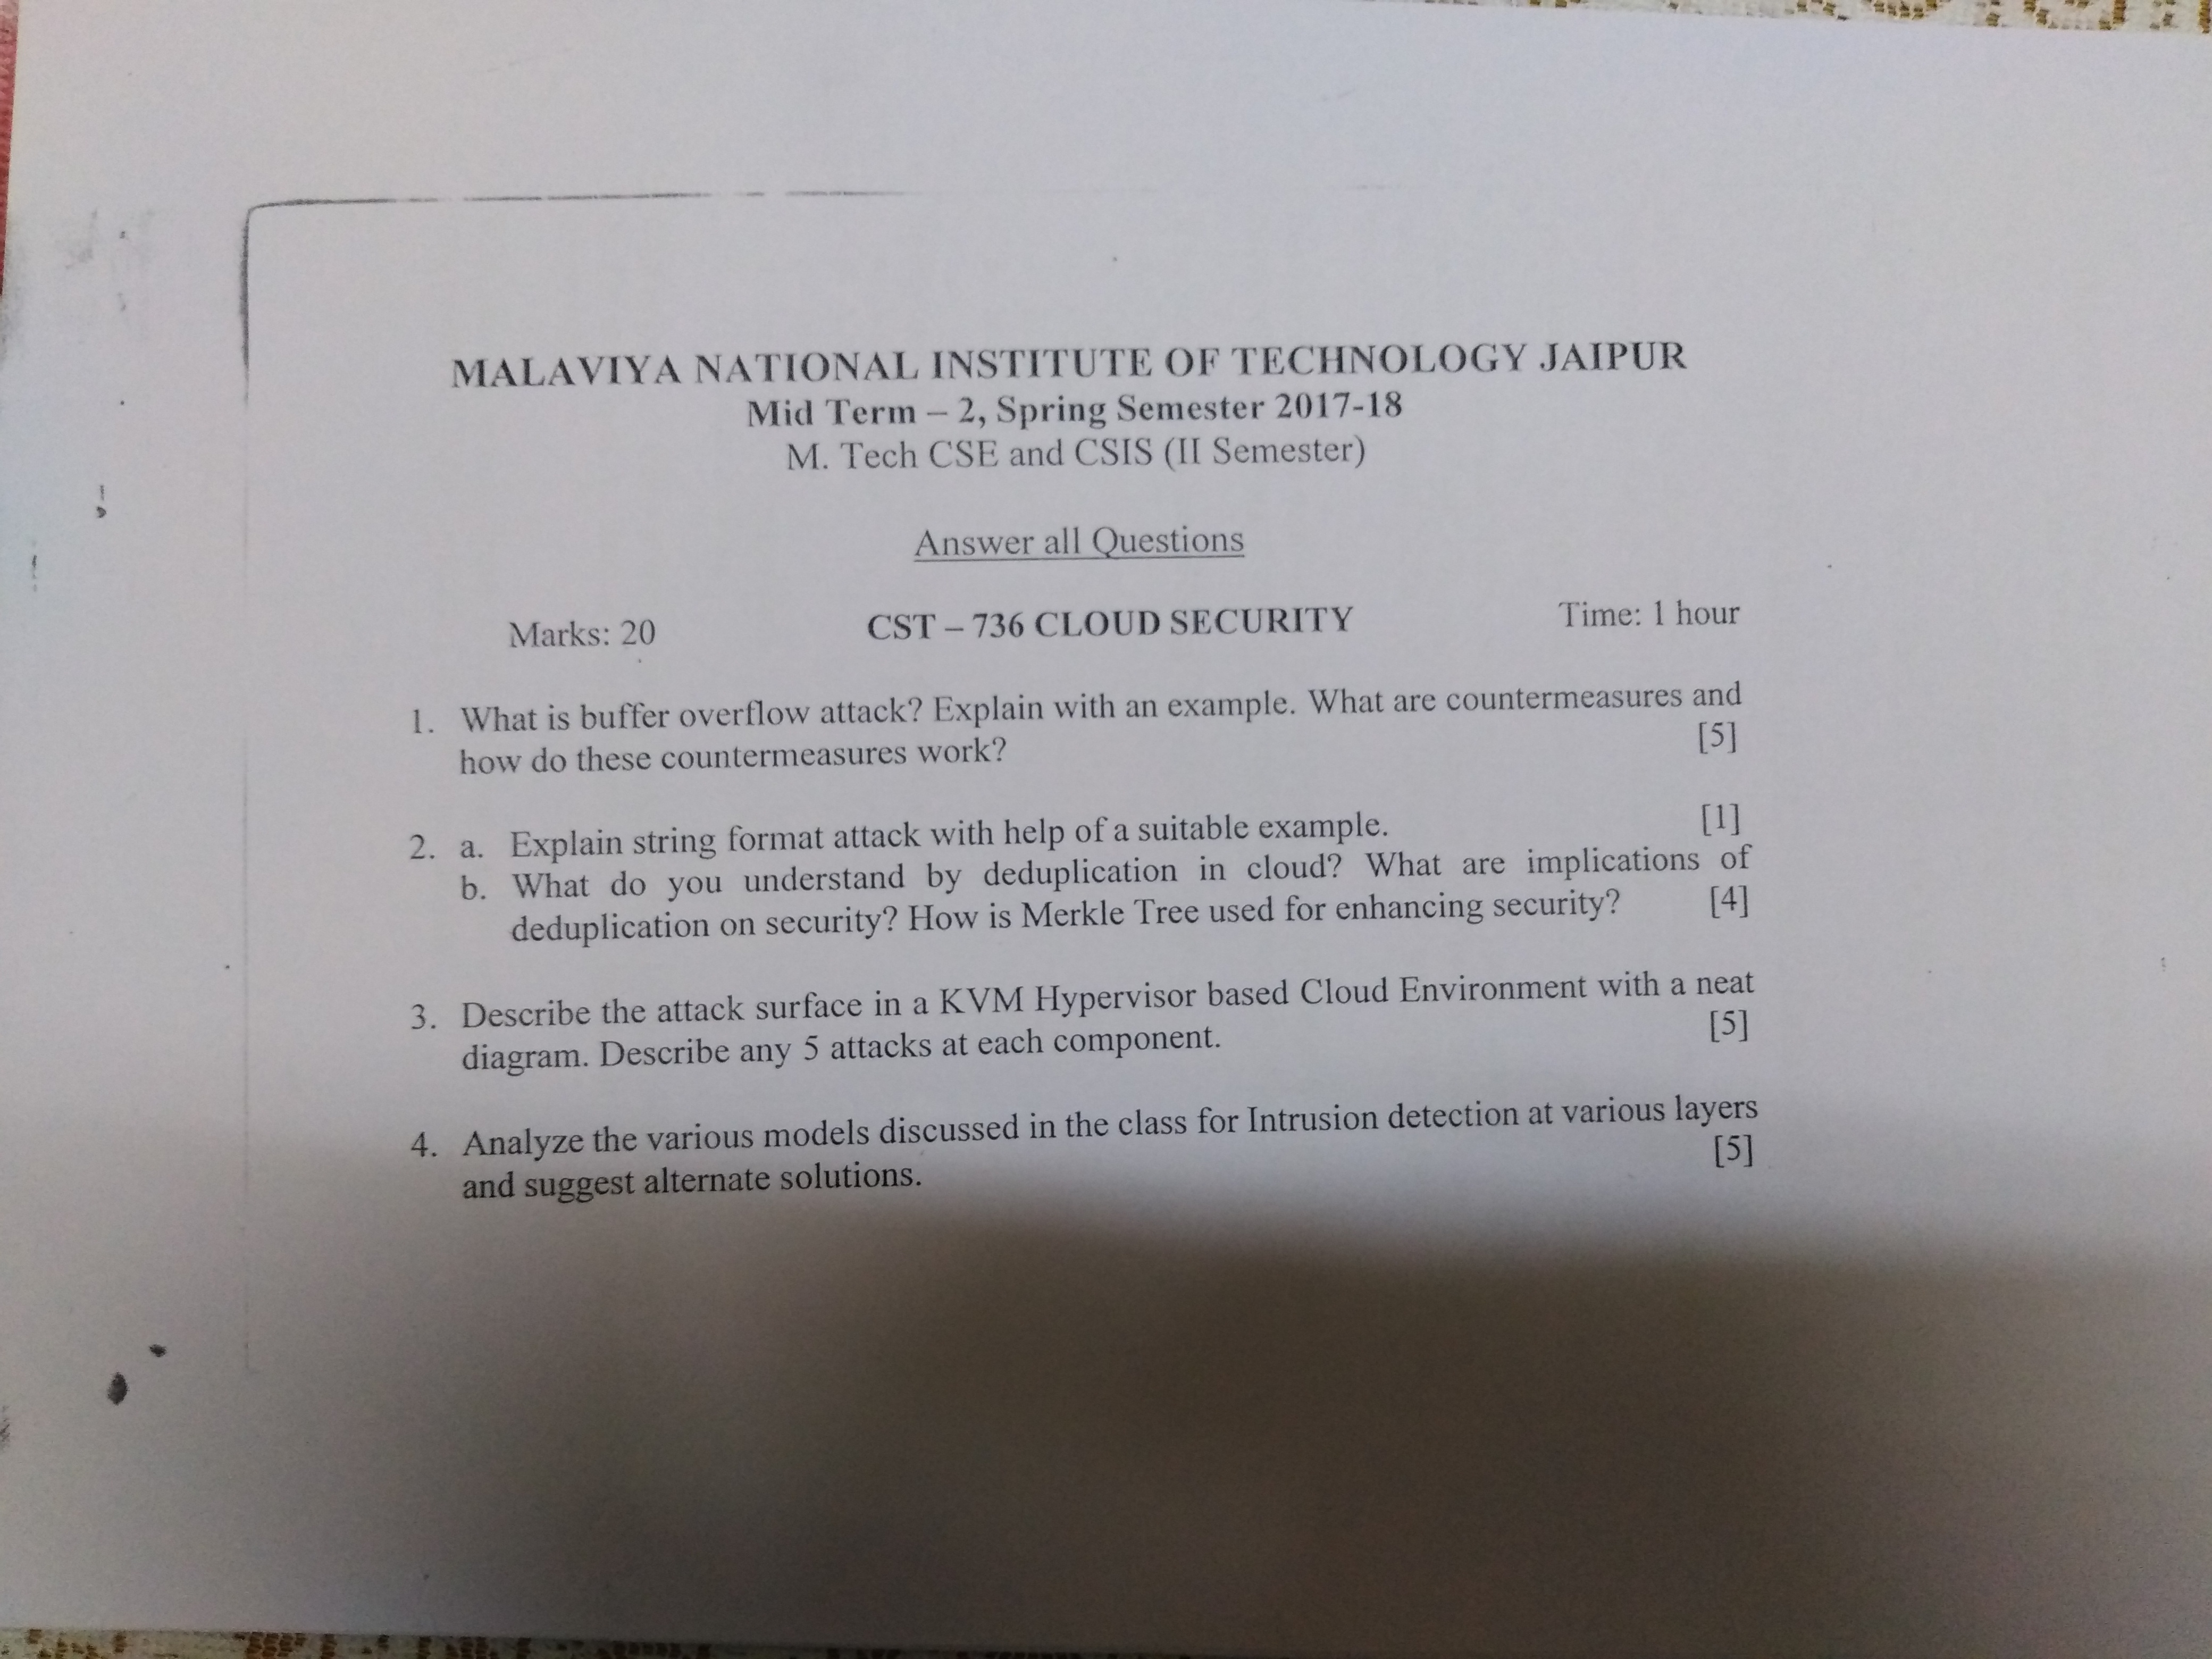 MALAVIYA NATIONAL INSTITUTE OF TECHNOLOGY JAIPUR
Mid Term – 2, Spring Semester 2017-18
M. Tech CSE and CSIS (II Semester)
Answer all Questions
Marks: 20 CST – 736 CLOUD SECURITY Time: 1 hour
1. What is buffer overflow attack? Explain with an example. What are countermeasures and
how do these countermeasures work? [5]
2. a. Explain string format attack with help of a suitable example. [1]
b. What do you understand by deduplication in cloud? What are implications of
deduplication on security? How is Merkle Tree used for enhancing security? [4]
3. Describe the attack surface in a KVM Hypervisor based Cloud Environment with a neat
diagram. Describe any 5 attacks at each component. [5]
4. Analyze the various models discussed in the class for Intrusion detection at various layers
and suggest alternate solutions. [5]